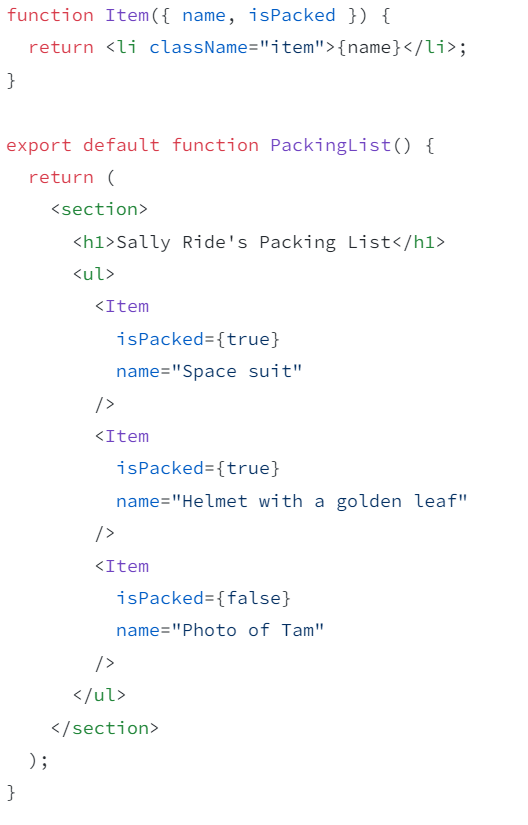 function Item({ name, isPacked }) {
  return <li className="item">{name}</li>;
}

export default function PackingList() {
  return (
    <section>
      <h1>Sally Ride's Packing List</h1>
      <ul>
        <Item
          isPacked={true}
          name="Space suit"
        />
        <Item
          isPacked={true}
          name="Helmet with a golden leaf"
        />
        <Item
          isPacked={false}
          name="Photo of Tam"
        />
      </ul>
    </section>
  );
}